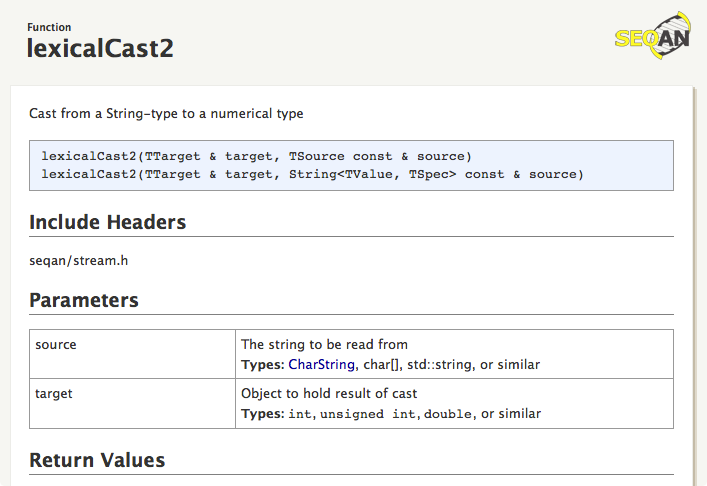 Function
lexicalCast2
SEQAN
Cast from a String-type to a numerical type
lexicalCast2(TTarget & target, TSource const & source)
lexicalCast2(TTarget & target, String<TValue, TSpec> const & source)
Include Headers
seqan/stream.h
Parameters
source
The string to be read from
Types: CharString, char[], std::string, or similar
target
Object to hold result of cast
Types: int, unsigned int, double, or similar
Return Values